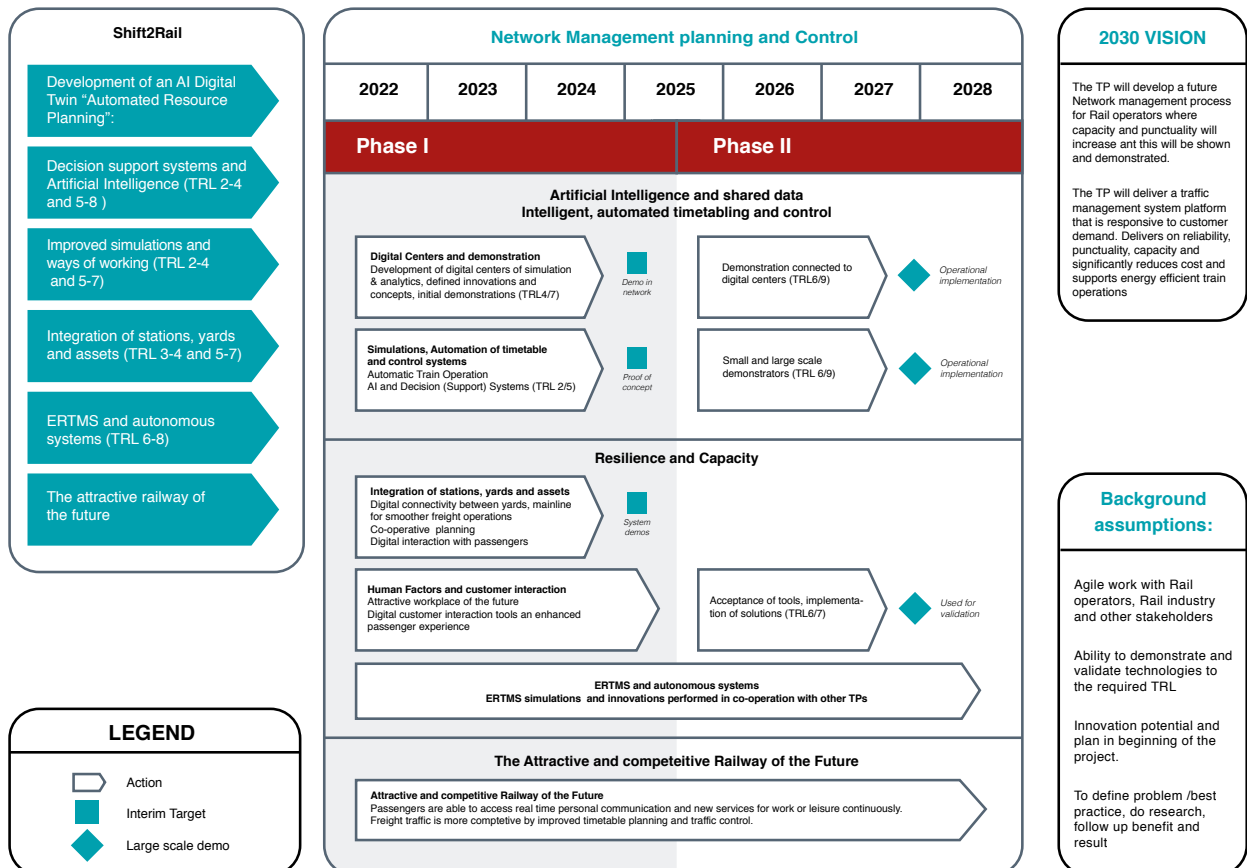 Shift2Rail
Development of an AI Digital
Twin “Automated Resource
Planning”:
Decision support systems and
Artificial Intelligence (TRL 2-4
and 5-8 )
Improved simulations and
ways of working (TRL 2-4
and 5-7)
Integration of stations, yards
and assets (TRL 3-4 and 5-7)
ERTMS and autonomous
systems (TRL 6-8)
The attractive railway of
the future
LEGEND
Action
Interim Target
Large scale demo
Network Management planning and Control
2022 2023 2024 2025 2026 2027 2028
Phase I Phase II
Artificial Intelligence and shared data
Intelligent, automated timetabling and control
Digital Centers and demonstration
Development of digital centers of simulation
& analytics, defined innovations and
concepts, initial demonstrations (TRL4/7)
Demo in
network
Demonstration connected to
digital centers (TRL6/9)
Operational
implementation
Simulations, Automation of timetable
and control systems
Automatic Train Operation
AI and Decision (Support) Systems (TRL 2/5)
Proof of
concept
Small and large scale
demonstrators (TRL 6/9)
Operational
implementation
Resilience and Capacity
Integration of stations, yards and assets
Digital connectivity between yards, mainline
for smoother freight operations
Co-operative planning
Digital interaction with passengers
System
demos
Human Factors and customer interaction
Attractive workplace of the future
Digital customer interaction tools an enhanced
passenger experience
Acceptance of tools, implementa-
tion of solutions (TRL6/7)
Used for
validation
ERTMS and autonomous systems
ERTMS simulations and innovations performed in co-operation with other TPs
The Attractive and competeitive Railway of the Future
Attractive and competitive Railway of the Future
Passengers are able to access real time personal communication and new services for work or leisure continuously.
Freight traffic is more comptetive by improved timetable planning and traffic control.
2030 VISION
The TP will develop a future
Network management process
for Rail operators where
capacity and punctuality will
increase ant this will be shown
and demonstrated.
The TP will deliver a traffic
management system platform
that is responsive to customer
demand. Delivers on reliability,
punctuality, capacity and
significantly reduces cost and
supports energy efficient train
operations
Background
assumptions:
Agile work with Rail
operators, Rail industry
and other stakeholders
Ability to demonstrate and
validate technologies to
the required TRL
Innovation potential and
plan in beginning of the
project.
To define problem /best
practice, do research,
follow up benefit and
result